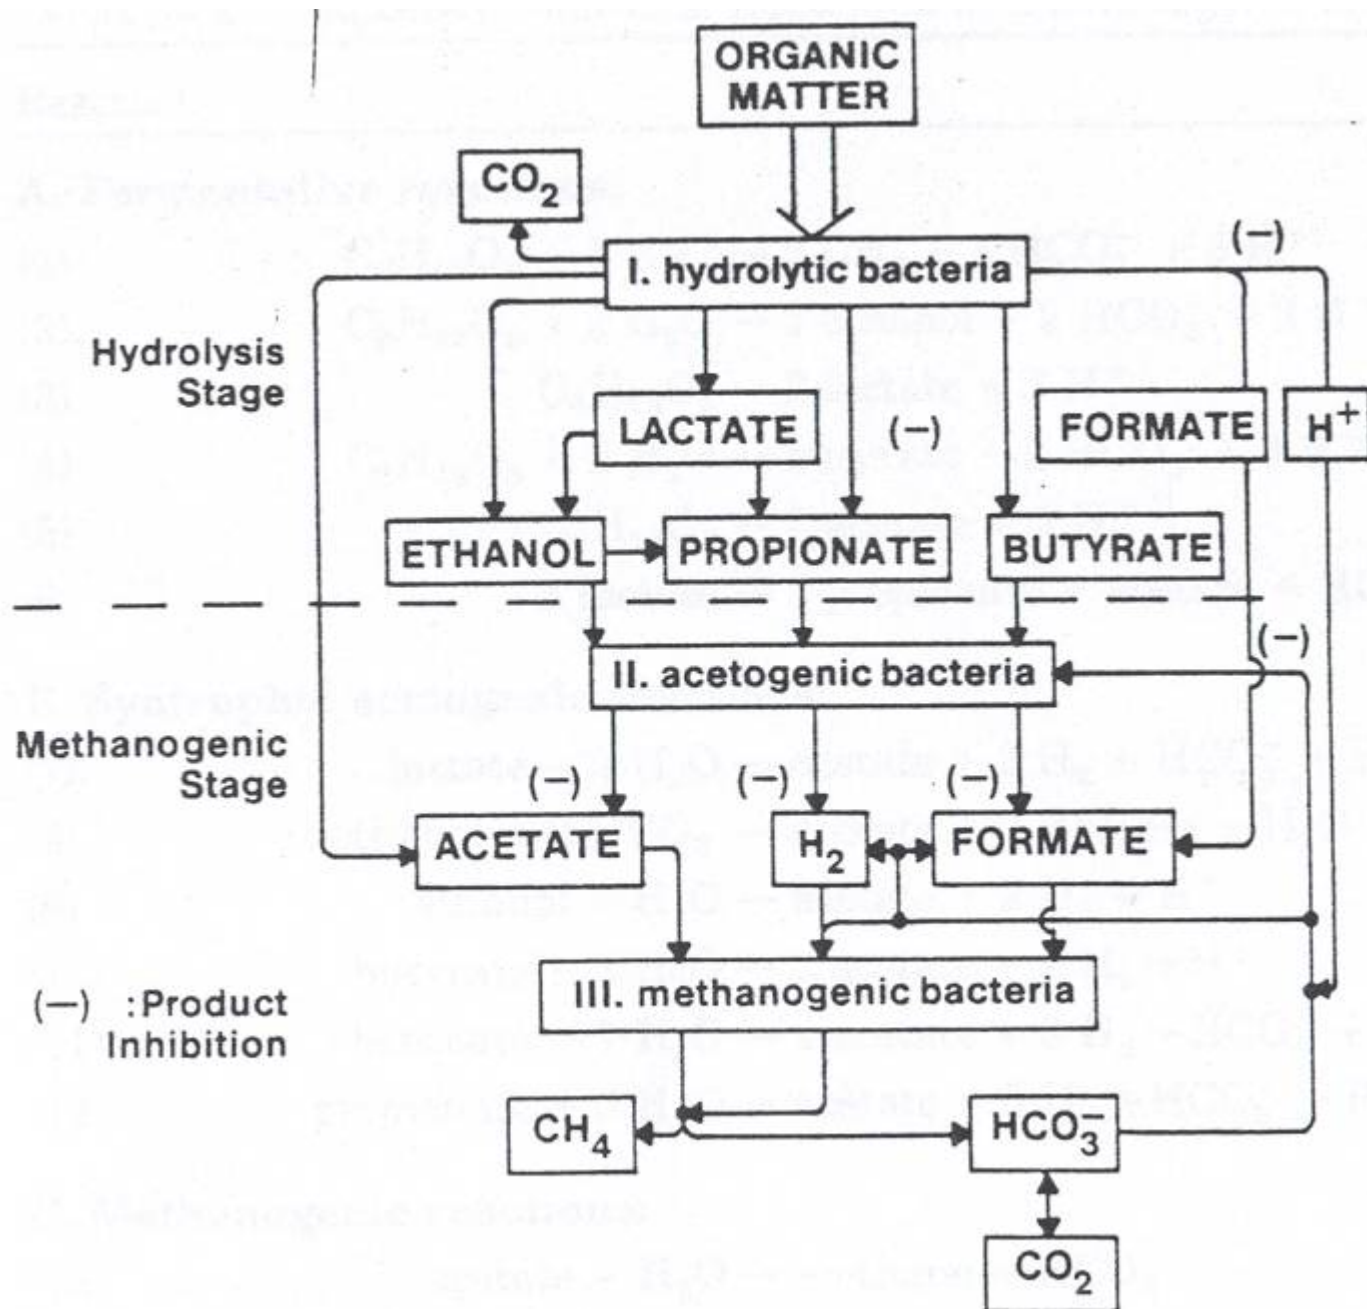 ORGANIC
MATTER
CO₂
I. hydrolytic bacteria
(−)
Hydrolysis
Stage
LACTATE
(−)
FORMATE
H⁺
ETHANOL
PROPIONATE
BUTYRATE
(−)
II. acetogenic bacteria
Methanogenic
Stage
(−)
(−)
(−)
ACETATE
H₂
FORMATE
III. methanogenic bacteria
(−) :Product
Inhibition
CH₄
HCO₃⁻
CO₂